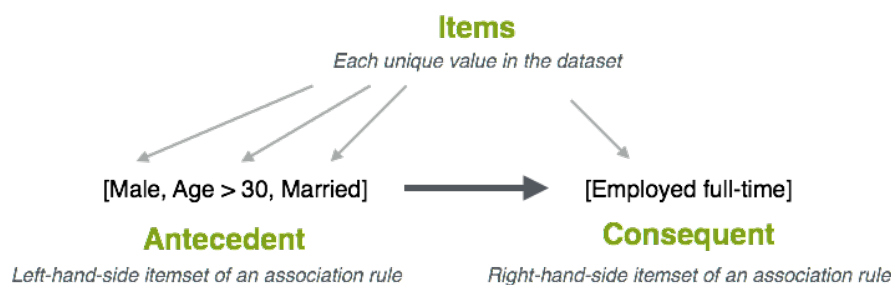 Items
Each unique value in the dataset
[Male, Age > 30, Married]
[Employed full-time]
Antecedent
Consequent
Left-hand-side itemset of an association rule
Right-hand-side itemset of an association rule